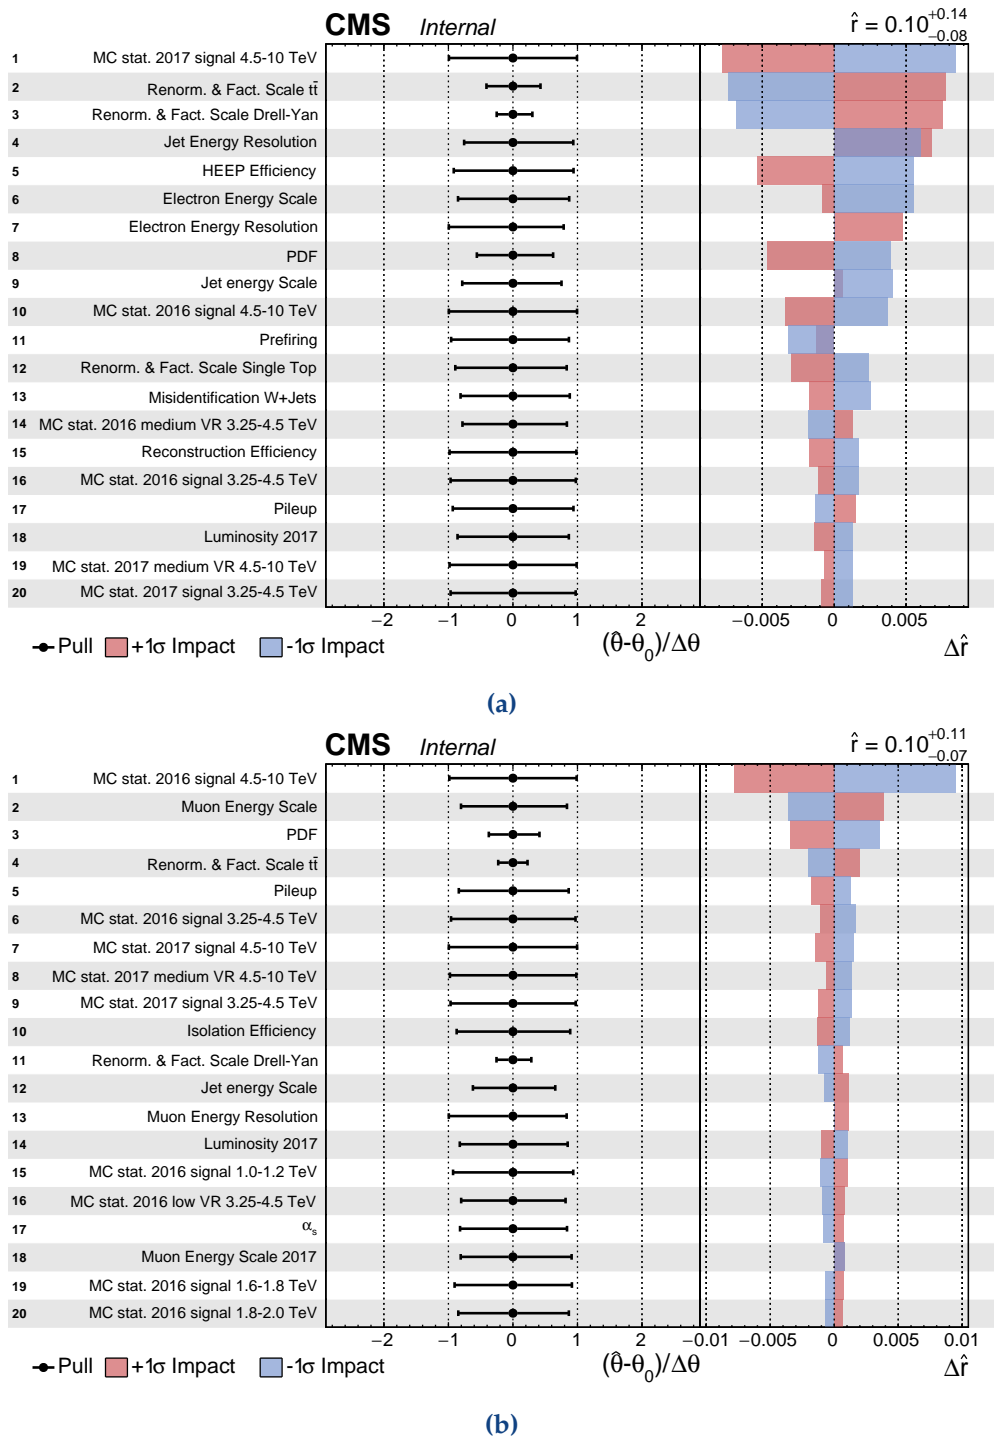 CMS Internal r̂ = 0.10 +0.14 −0.08
1 MC stat. 2017 signal 4.5-10 TeV
2 Renorm. & Fact. Scale tt̄
3 Renorm. & Fact. Scale Drell-Yan
4 Jet Energy Resolution
5 HEEP Efficiency
6 Electron Energy Scale
7 Electron Energy Resolution
8 PDF
9 Jet energy Scale
10 MC stat. 2016 signal 4.5-10 TeV
11 Prefiring
12 Renorm. & Fact. Scale Single Top
13 Misidentification W+Jets
14 MC stat. 2016 medium VR 3.25-4.5 TeV
15 Reconstruction Efficiency
16 MC stat. 2016 signal 3.25-4.5 TeV
17 Pileup
18 Luminosity 2017
19 MC stat. 2017 medium VR 4.5-10 TeV
20 MC stat. 2017 signal 3.25-4.5 TeV
−2 −1 0 1 2 −0.005 0 0.005
Pull +1σ Impact -1σ Impact (θ̂-θ₀)/Δθ Δr̂
(a)
CMS Internal r̂ = 0.10 +0.11 −0.07
1 MC stat. 2016 signal 4.5-10 TeV
2 Muon Energy Scale
3 PDF
4 Renorm. & Fact. Scale tt̄
5 Pileup
6 MC stat. 2016 signal 3.25-4.5 TeV
7 MC stat. 2017 signal 4.5-10 TeV
8 MC stat. 2017 medium VR 4.5-10 TeV
9 MC stat. 2017 signal 3.25-4.5 TeV
10 Isolation Efficiency
11 Renorm. & Fact. Scale Drell-Yan
12 Jet energy Scale
13 Muon Energy Resolution
14 Luminosity 2017
15 MC stat. 2016 signal 1.0-1.2 TeV
16 MC stat. 2016 low VR 3.25-4.5 TeV
17 αₛ
18 Muon Energy Scale 2017
19 MC stat. 2016 signal 1.6-1.8 TeV
20 MC stat. 2016 signal 1.8-2.0 TeV
−2 −1 0 1 2 −0.01 −0.005 0 0.005 0.01
Pull +1σ Impact -1σ Impact (θ̂-θ₀)/Δθ Δr̂
(b)